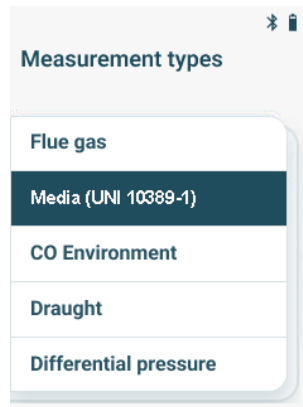 Measurement types
Flue gas
Media (UNI 10389-1)
CO Environment
Draught
Differential pressure